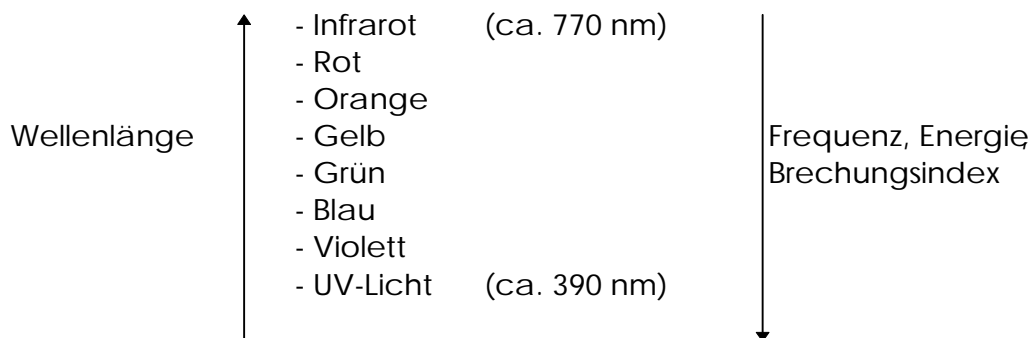 - Infrarot (ca. 770 nm)
- Rot
- Orange
Wellenlänge - Gelb Frequenz, Energie,
- Grün Brechungsindex
- Blau
- Violett
- UV-Licht (ca. 390 nm)